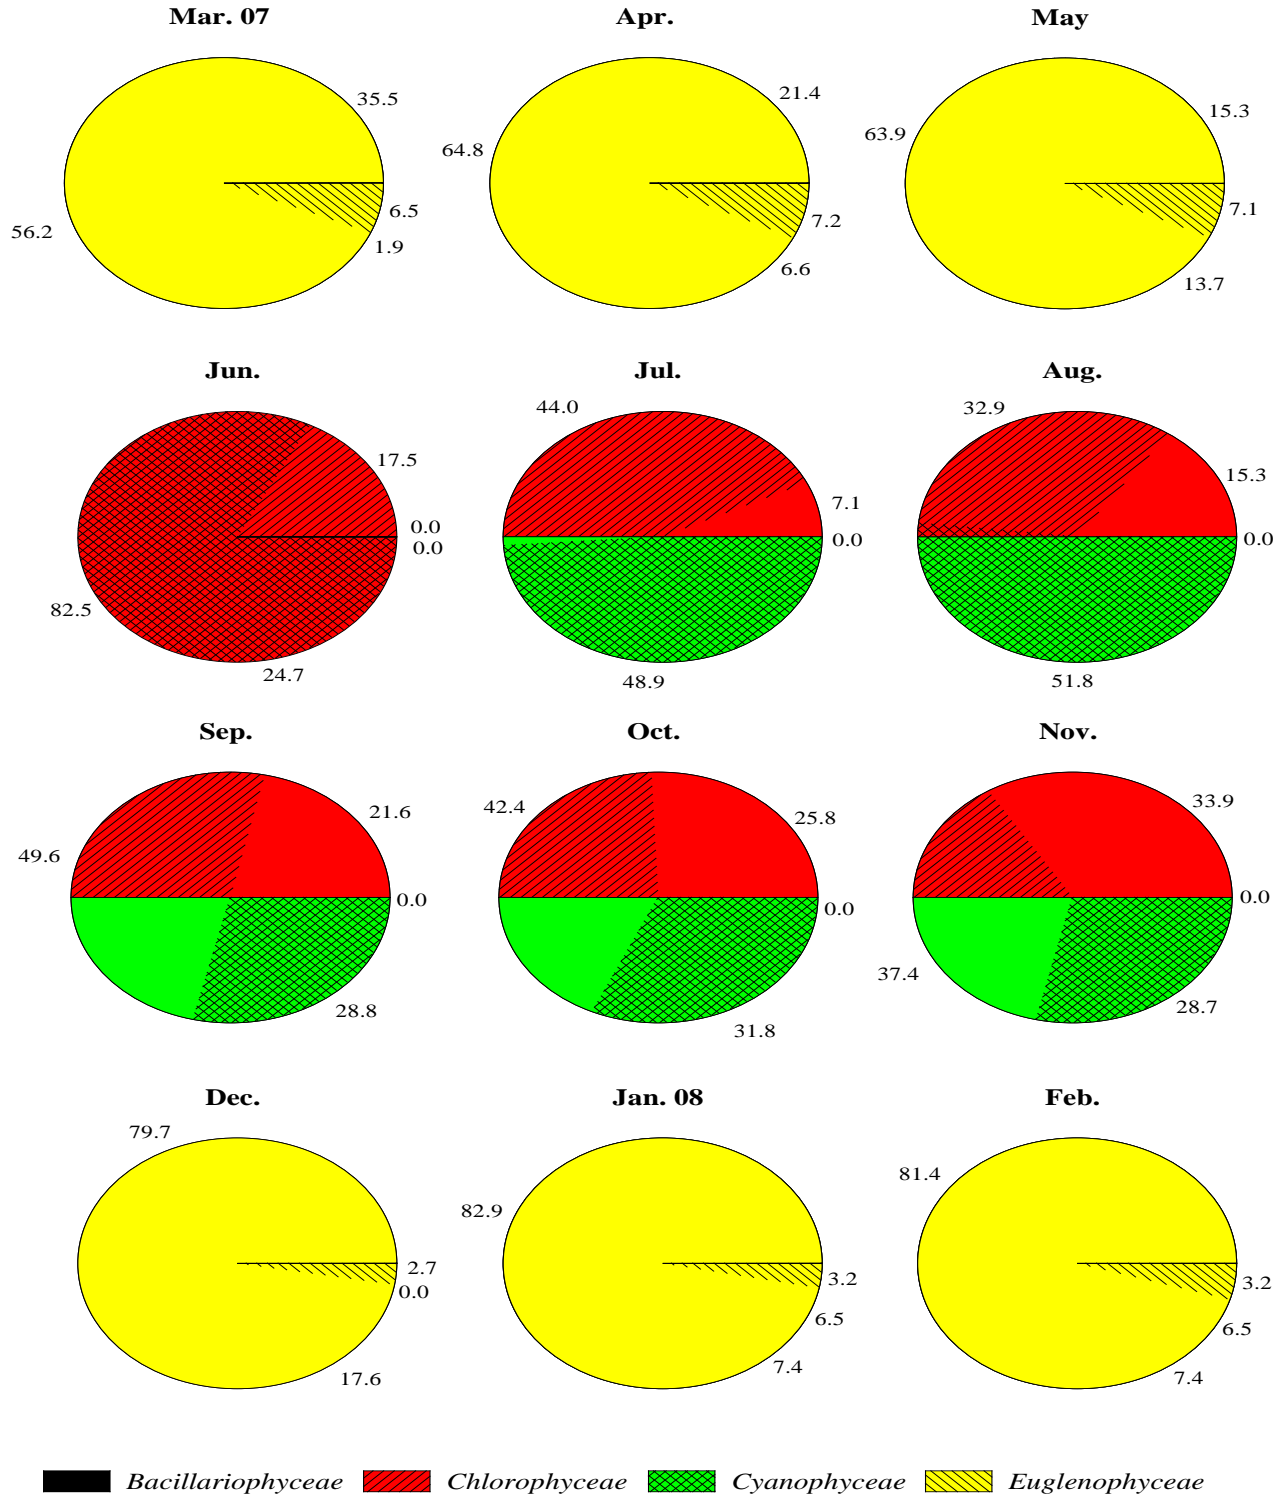 Mar. 07 Apr. May
35.5 21.4 15.3
64.8 63.9
6.5 7.2 7.1
56.2 1.9 6.6 13.7
Jun. Jul. Aug.
44.0 32.9
17.5 7.1 15.3
0.0 0.0 0.0
0.0
82.5
24.7 48.9 51.8
Sep. Oct. Nov.
21.6 42.4 25.8 33.9
49.6
0.0 0.0 0.0
37.4
28.8 31.8 28.7
Dec. Jan. 08 Feb.
79.7
82.9 81.4
2.7 3.2 3.2
0.0 6.5 6.5
17.6 7.4 7.4
Bacillariophyceae Chlorophyceae Cyanophyceae Euglenophyceae